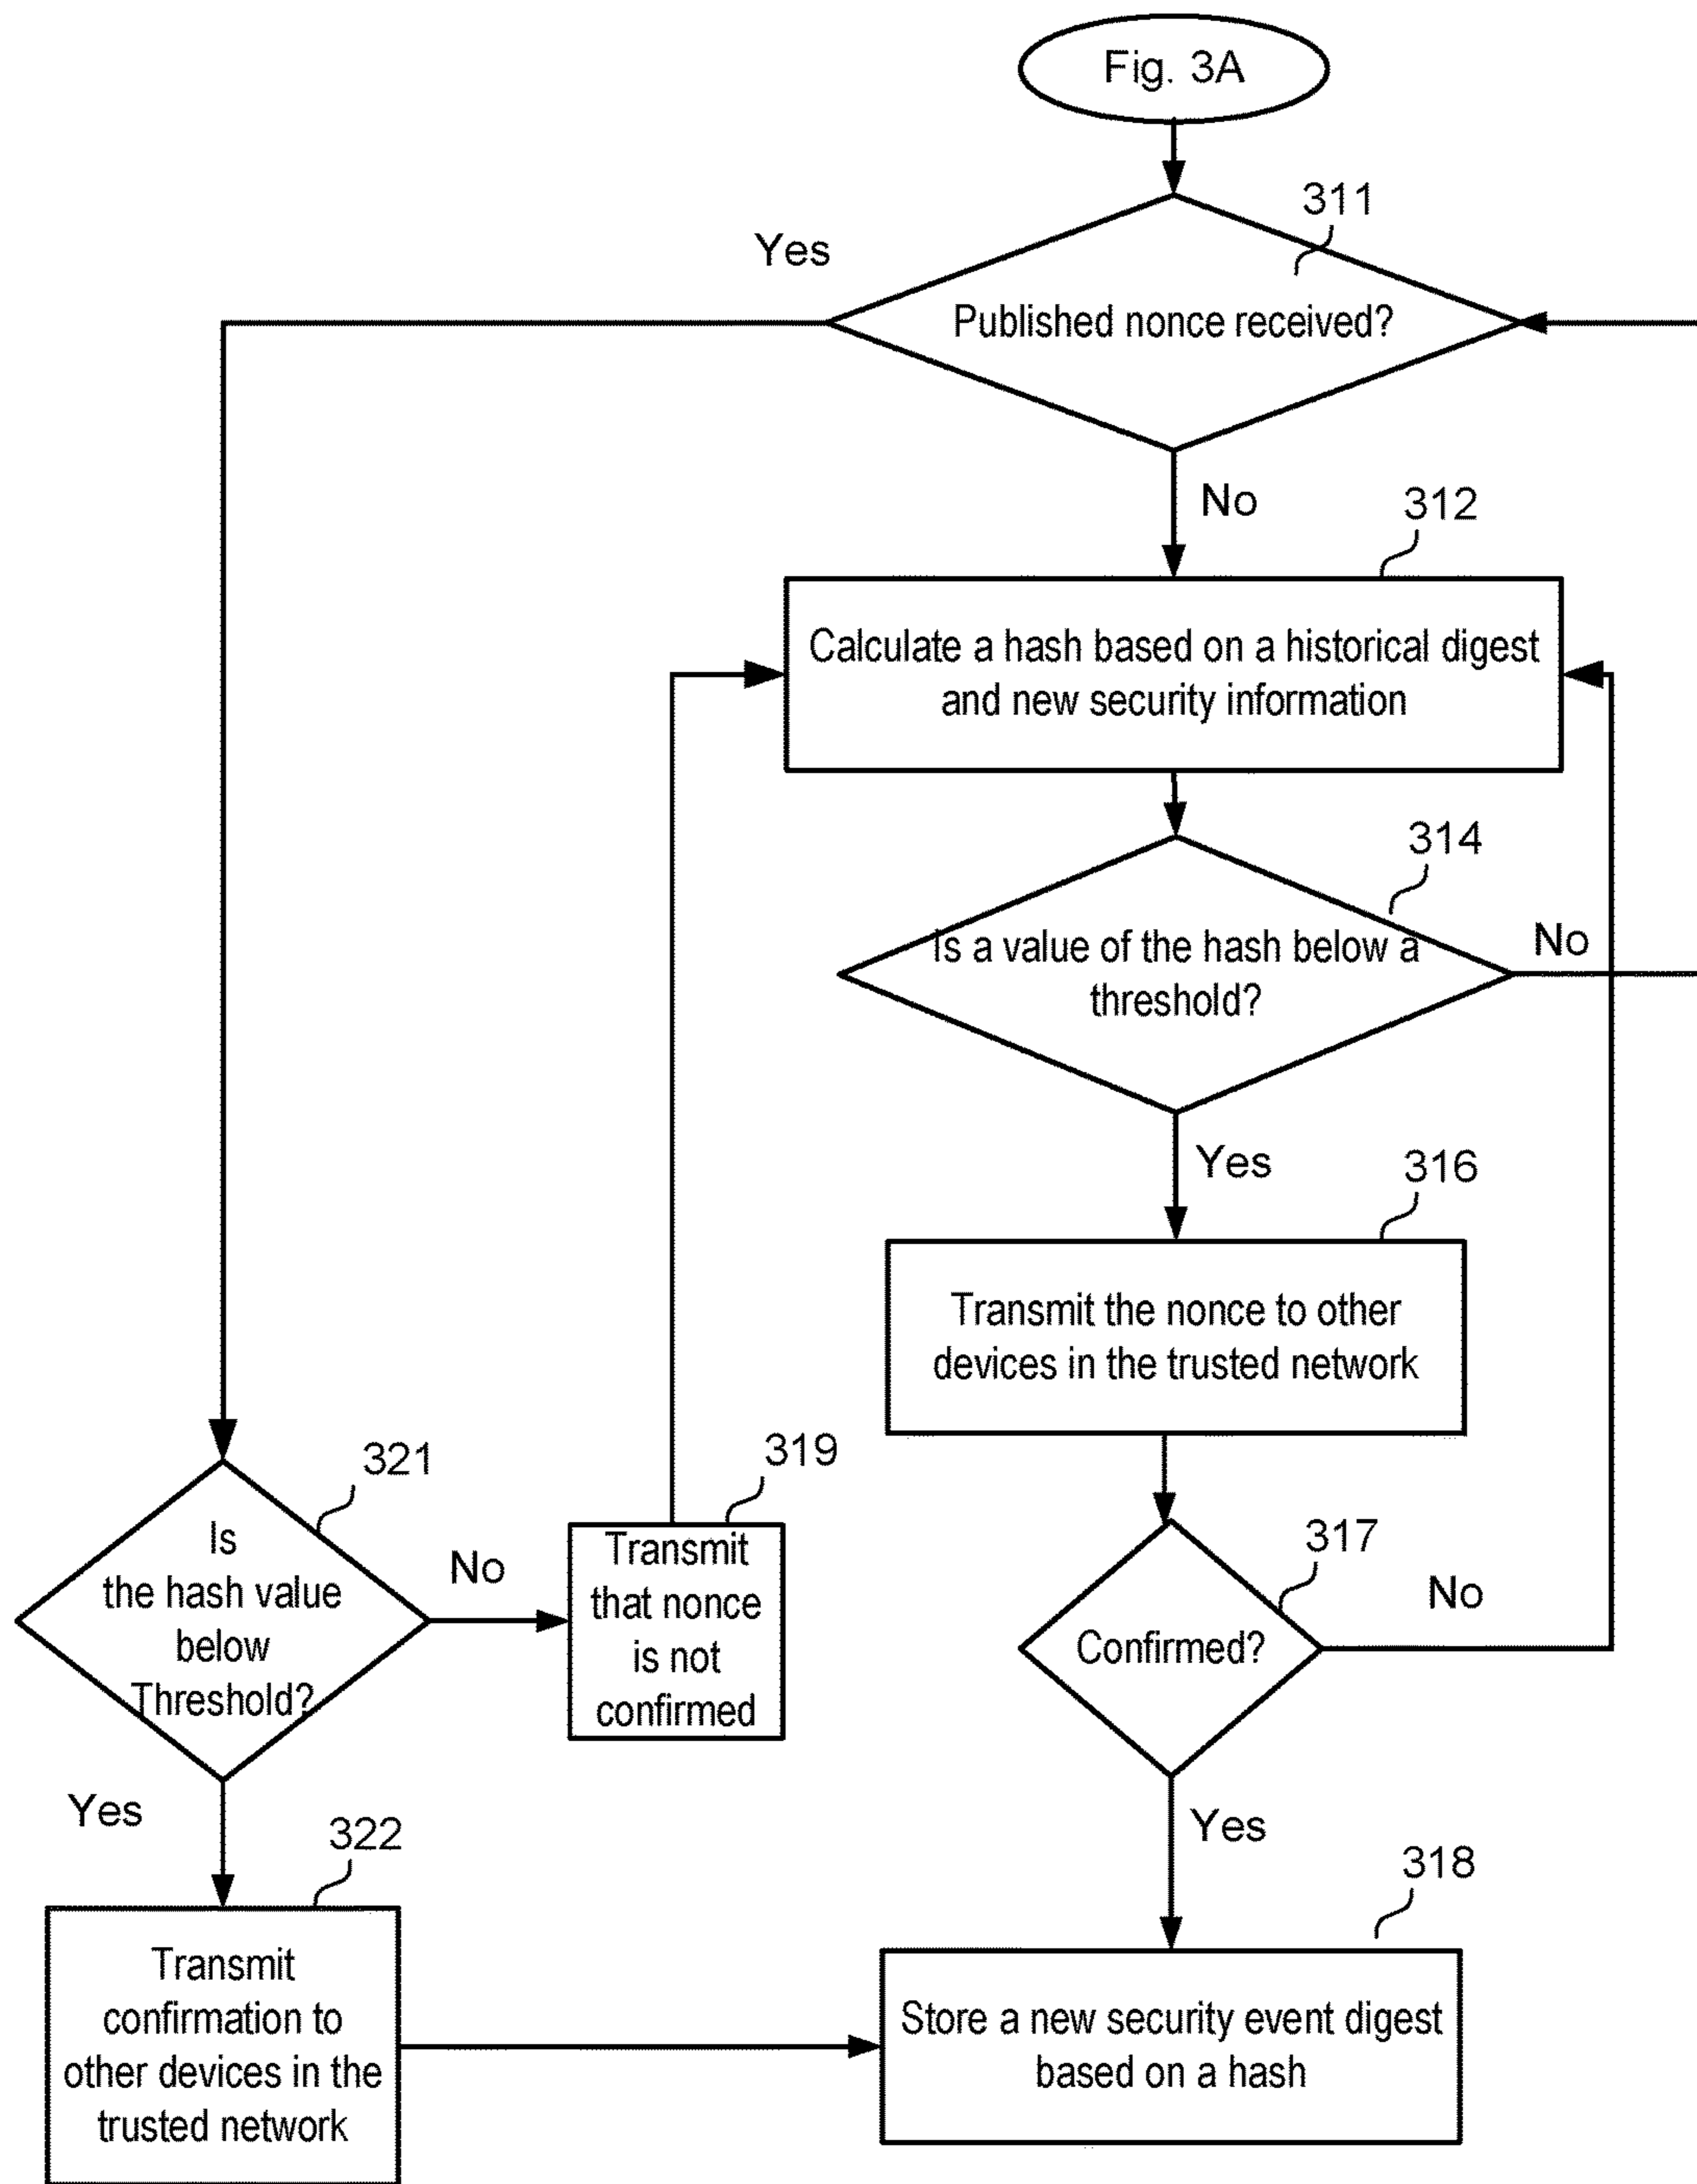 Fig. 3A
311
Yes
Published nonce received?
No
312
Calculate a hash based on a historical digest
and new security information
314
Is a value of the hash below a
threshold?
No
Yes
316
Transmit the nonce to other
devices in the trusted network
321
Is
the hash value
below
Threshold?
No
319
Transmit
that nonce
is not
confirmed
317
Confirmed?
No
Yes
322
Transmit
confirmation to
other devices in the
trusted network
Yes
318
Store a new security event digest
based on a hash